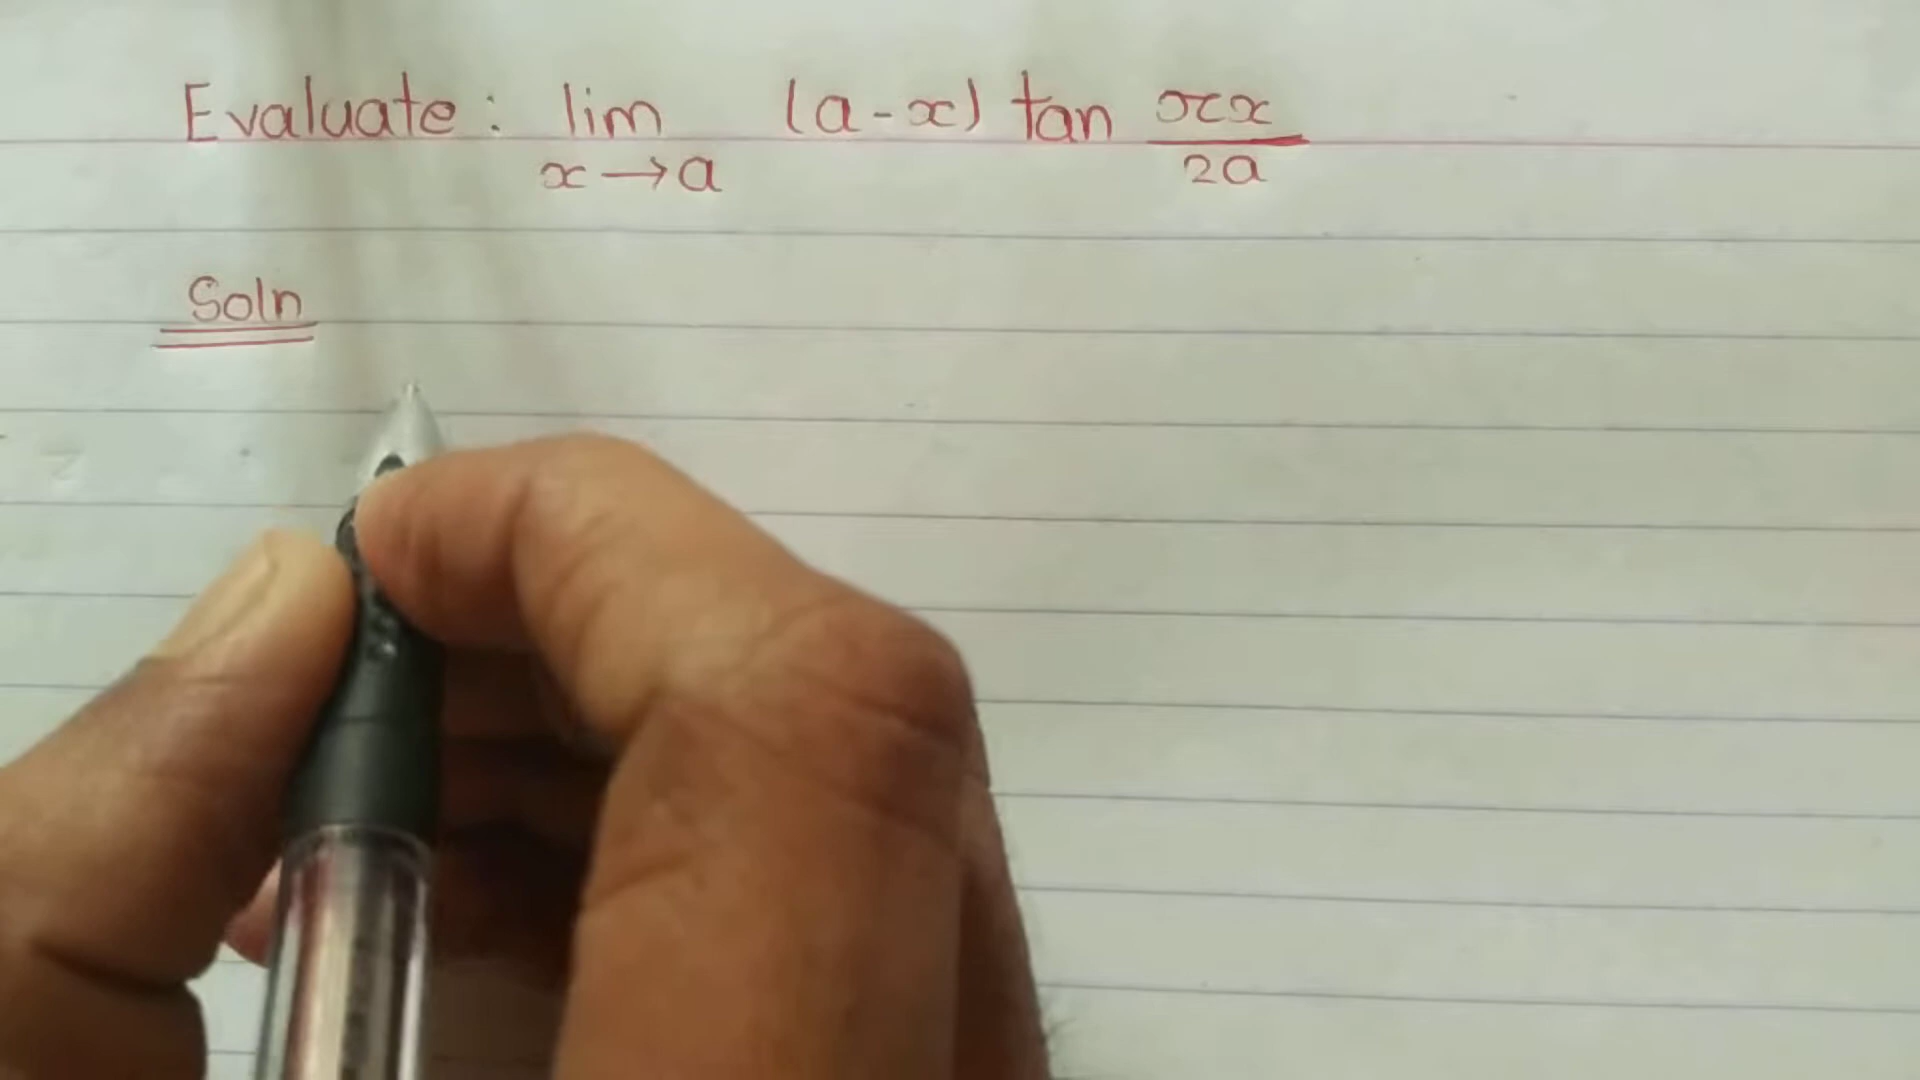 Evaluate: lim (a-x) tan πx
x→a 2a
Soln